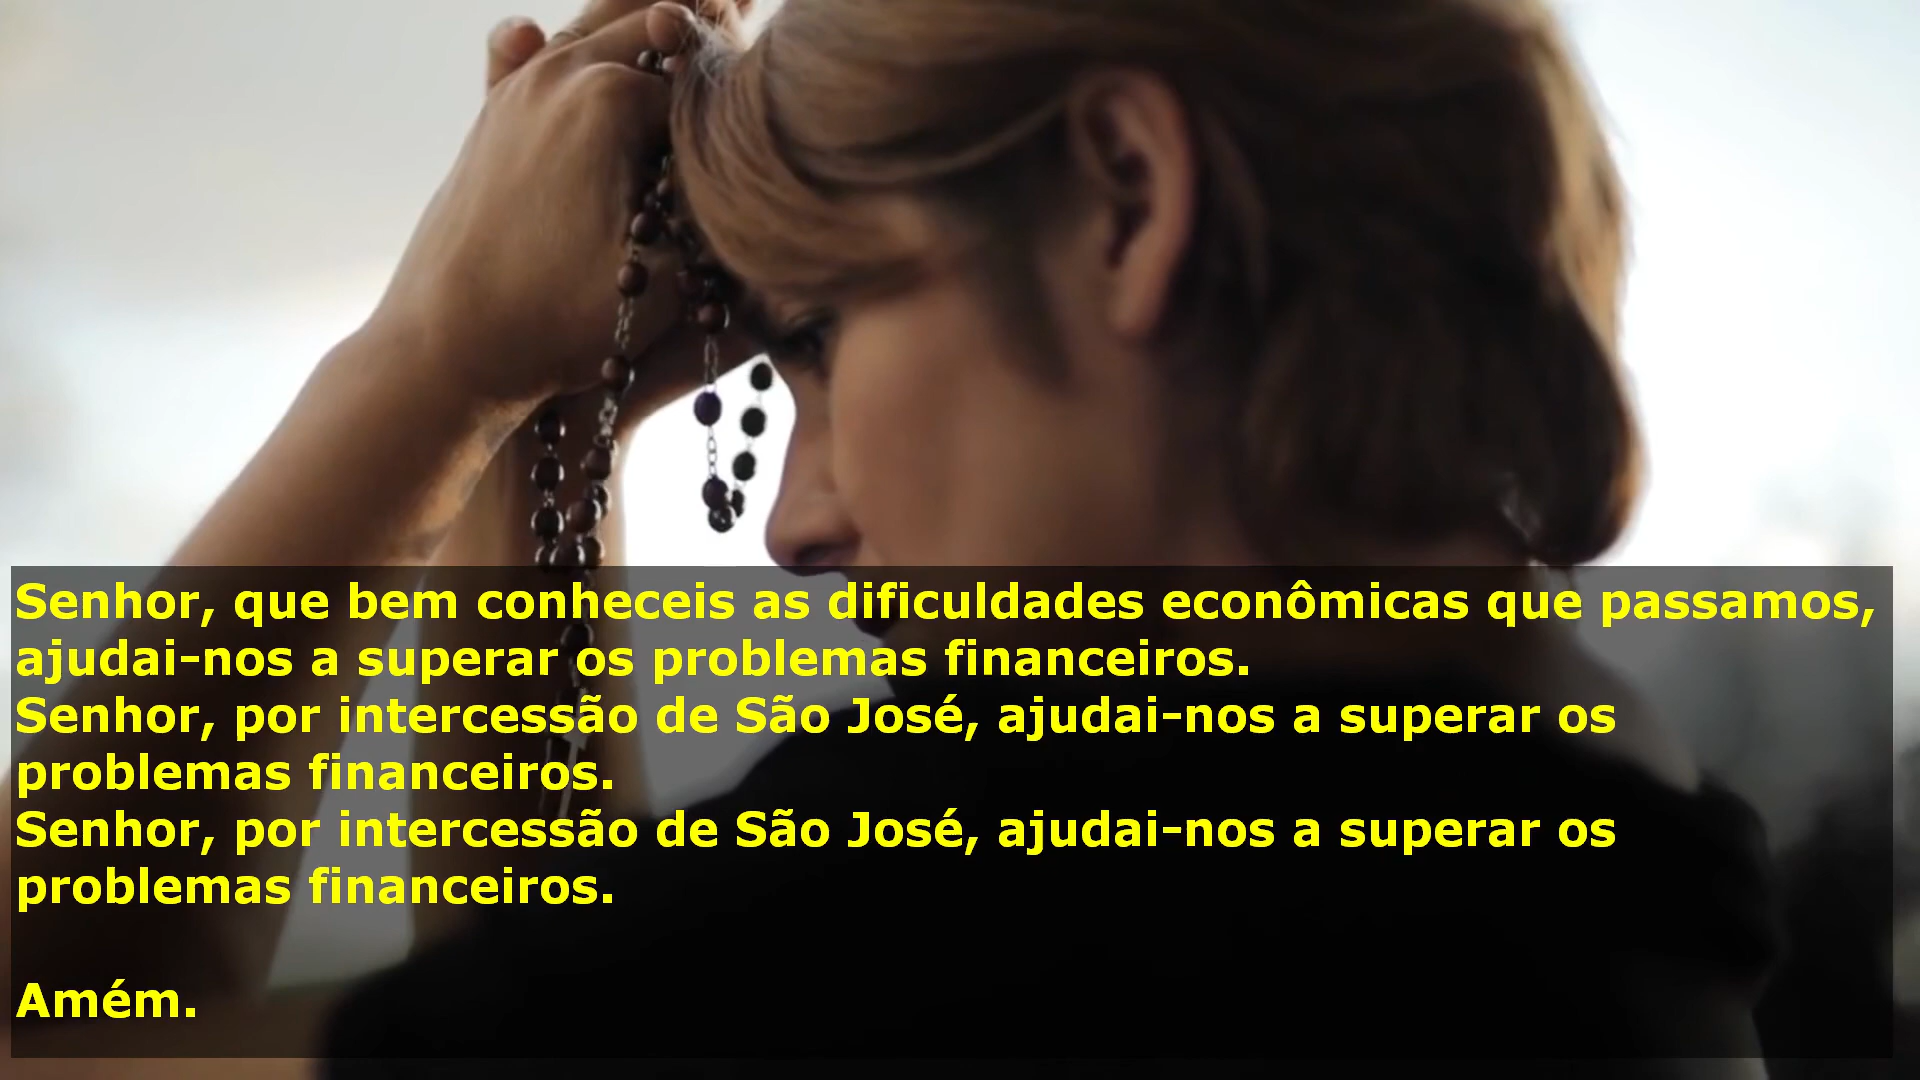 Senhor, que bem conheceis as dificuldades econômicas que passamos,
ajudai-nos a superar os problemas financeiros.
Senhor, por intercessão de São José, ajudai-nos a superar os
problemas financeiros.
Senhor, por intercessão de São José, ajudai-nos a superar os
problemas financeiros.
Amém.